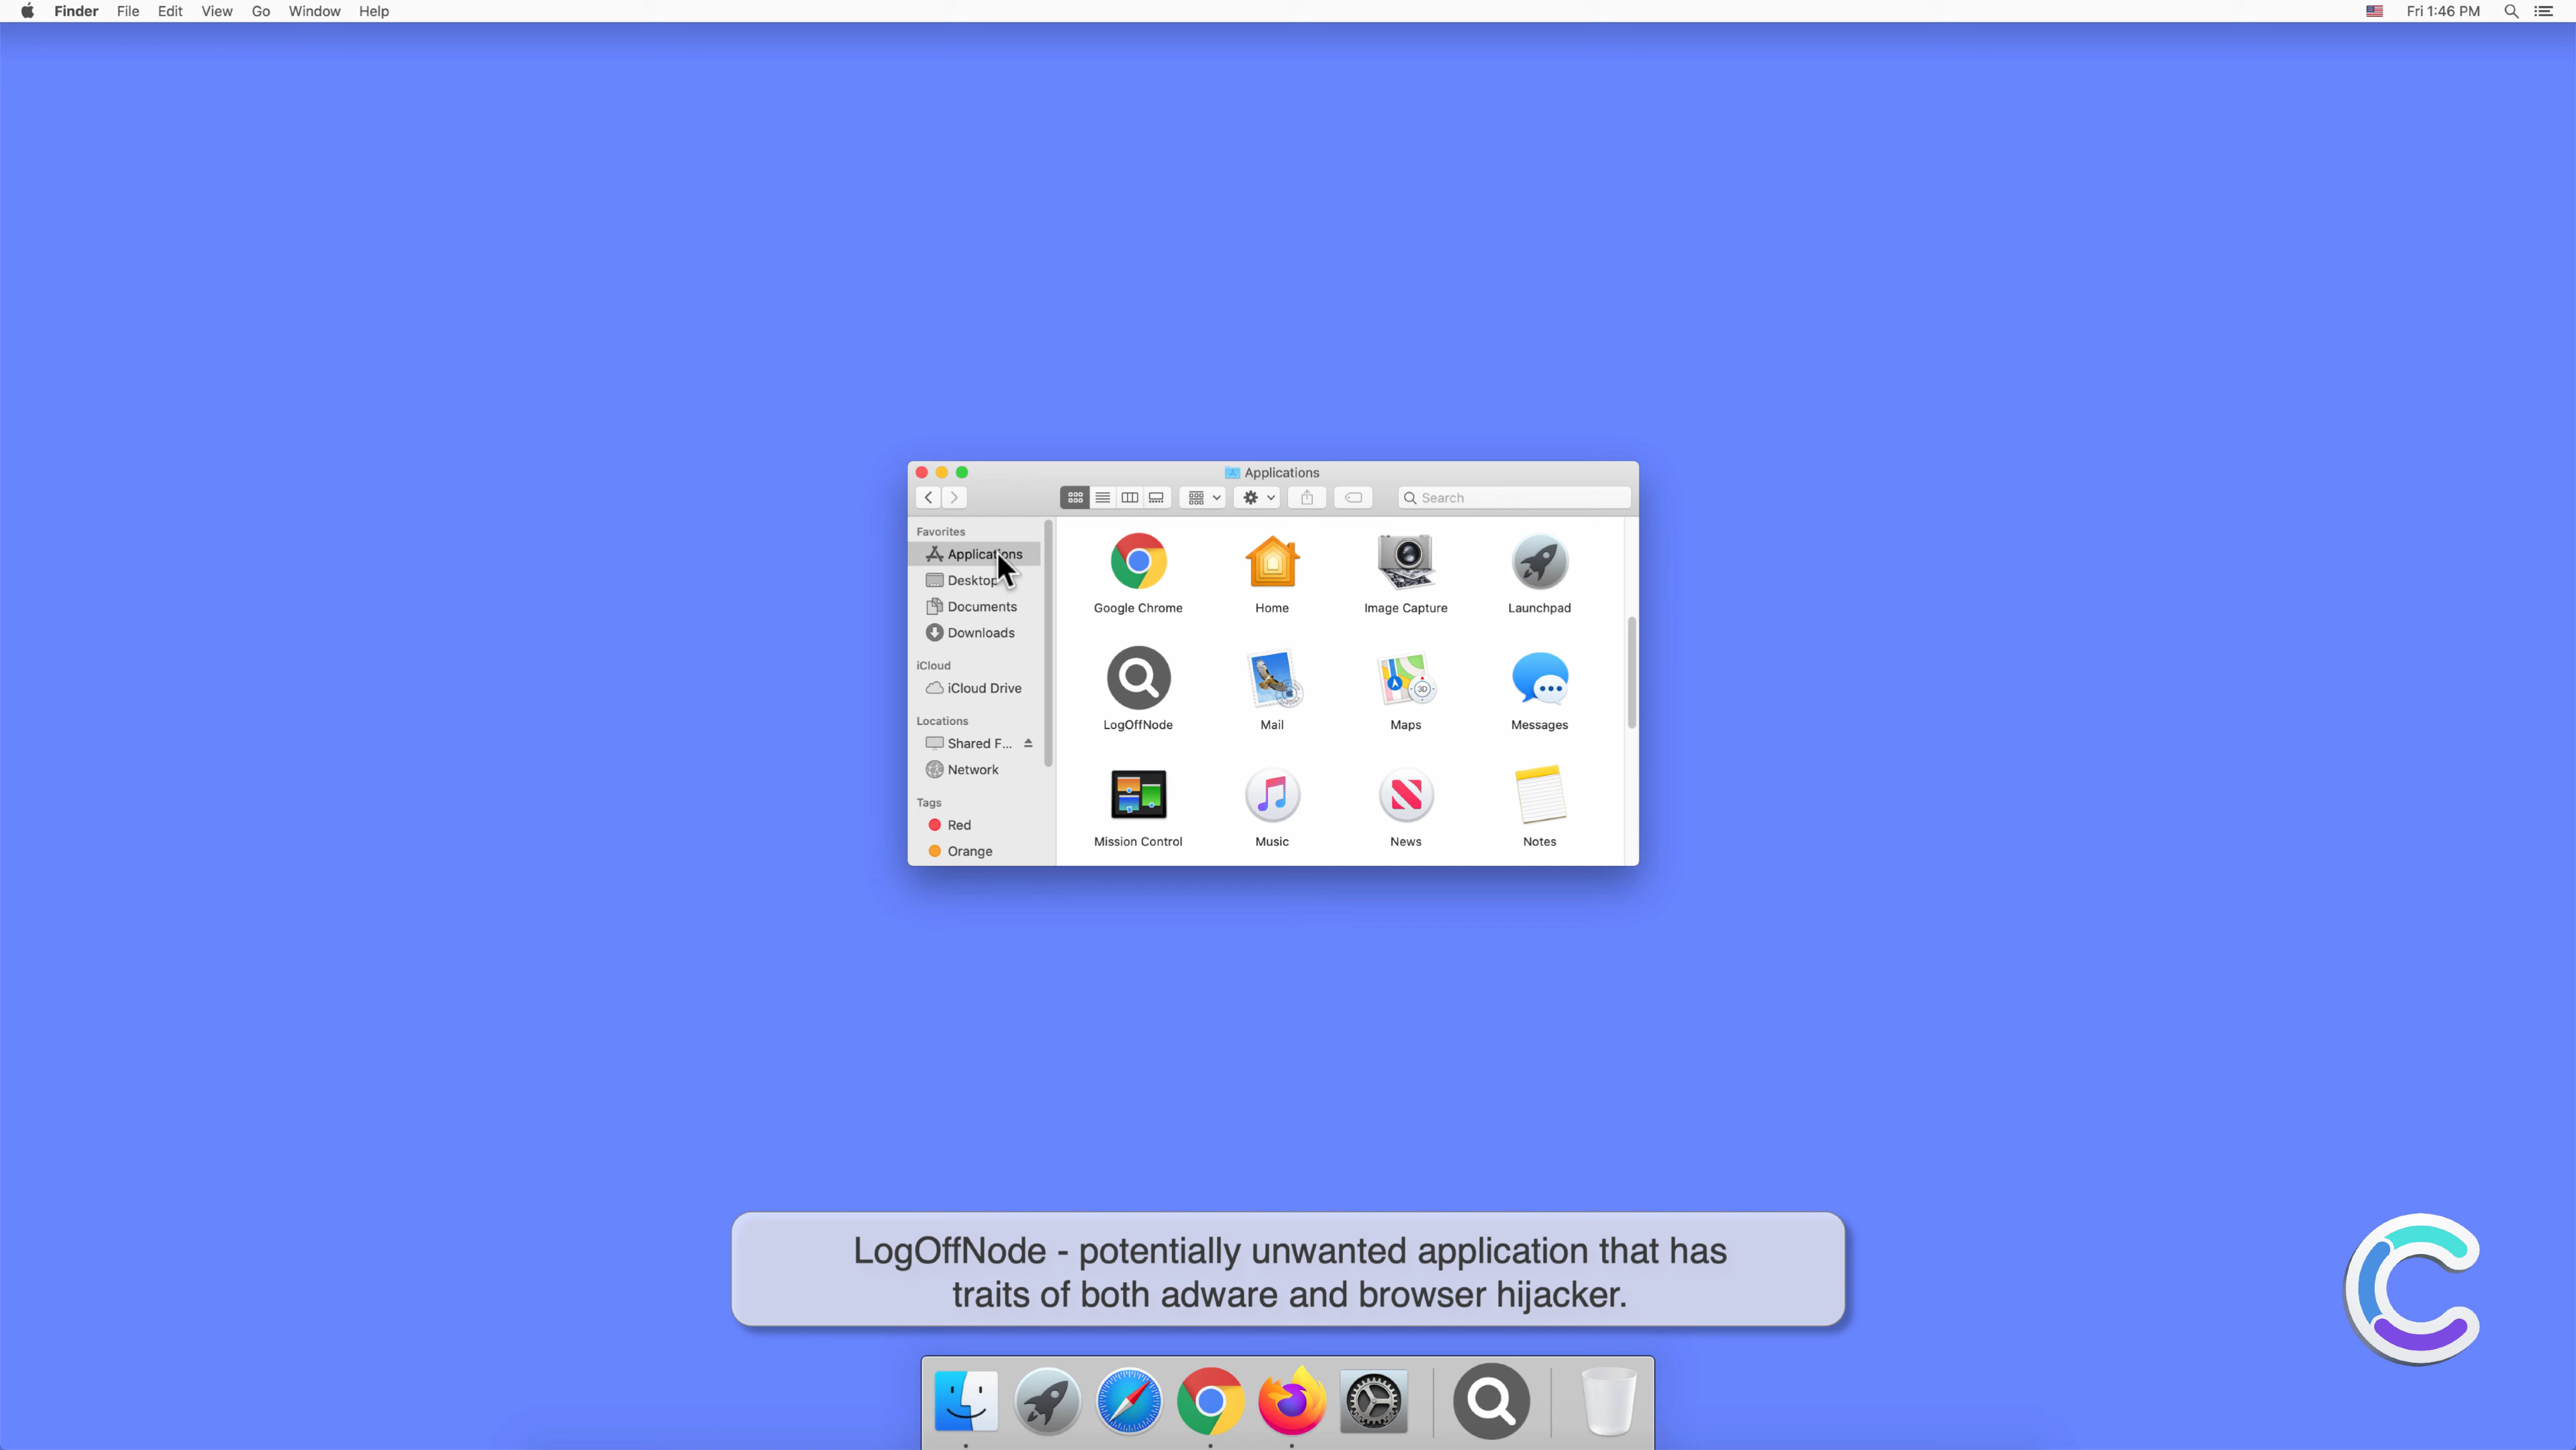 Finder File Edit View Go Window Help Fri 1:46 PM
Applications
Search
Favorites
Applications
Desktop
Documents
Downloads
iCloud
iCloud Drive
Locations
Shared F...
Network
Tags
Red
Orange
Google Chrome Home Image Capture Launchpad
LogOffNode Mail Maps Messages
3D
Mission Control Music News Notes
LogOffNode - potentially unwanted application that has
traits of both adware and browser hijacker.